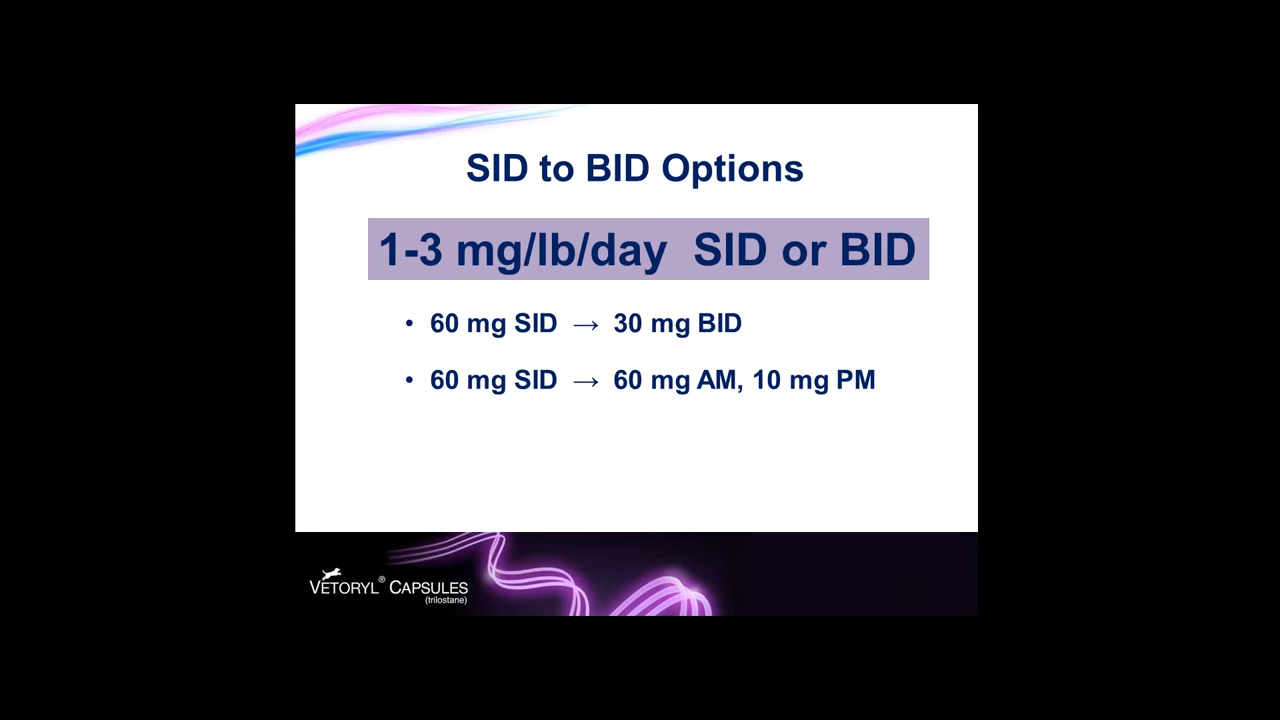 SID to BID Options
1-3 mg/lb/day SID or BID
• 60 mg SID → 30 mg BID
• 60 mg SID → 60 mg AM, 10 mg PM
VETORYL® CAPSULES
(trilostane)